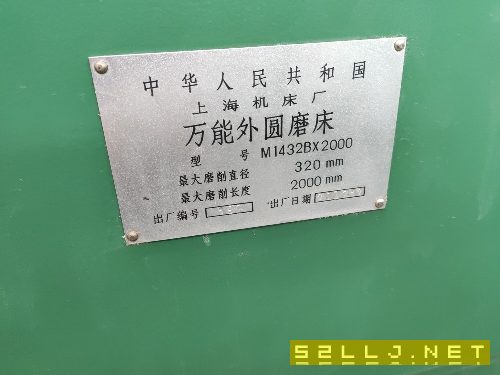 中华人民共和国
上海机床厂
万能外圆磨床
型 号 M1432BX2000
最大磨削直径 320 mm
最大磨削长度 2000 mm
出厂编号 出厂日期
52LLJ.NET